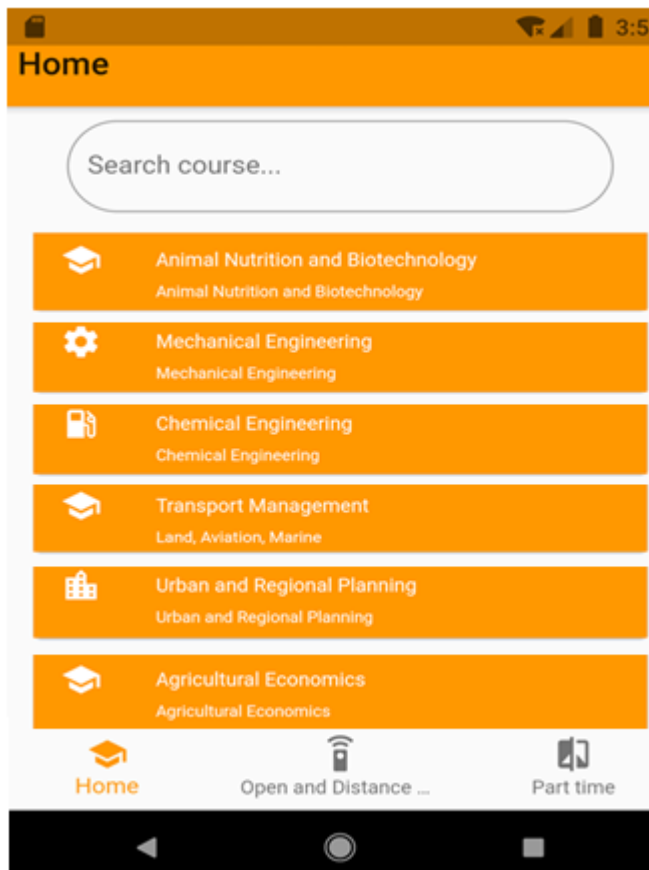 3:5
Home
Search course...
Animal Nutrition and Biotechnology
Animal Nutrition and Biotechnology
Mechanical Engineering
Mechanical Engineering
Chemical Engineering
Chemical Engineering
Transport Management
Land, Aviation, Marine
Urban and Regional Planning
Urban and Regional Planning
Agricultural Economics
Agricultural Economics
Home
Open and Distance ...
Part time